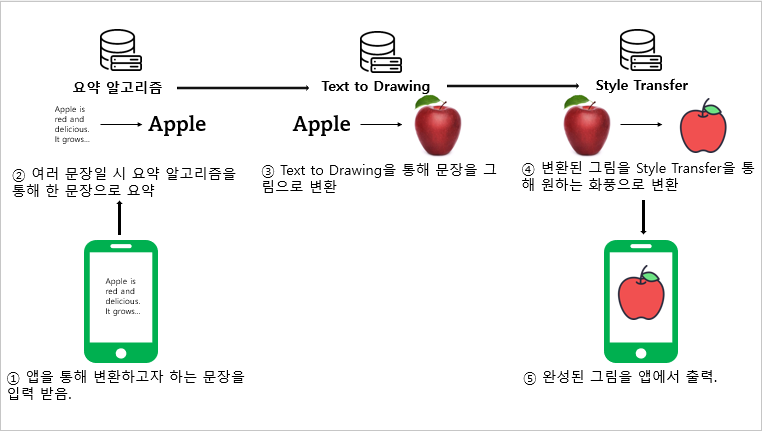 요약 알고리즘
Text to Drawing
Style Transfer
Apple is
red and
delicious.
It grows...
Apple
Apple
② 여러 문장일 시 요약 알고리즘을
통해 한 문장으로 요약
③ Text to Drawing을 통해 문장을 그
림으로 변환
④ 변환된 그림을 Style Transfer을 통
해 원하는 화풍으로 변환
Apple is
red and
delicious.
It grows...
① 앱을 통해 변환하고자 하는 문장을
입력 받음.
⑤ 완성된 그림을 앱에서 출력.